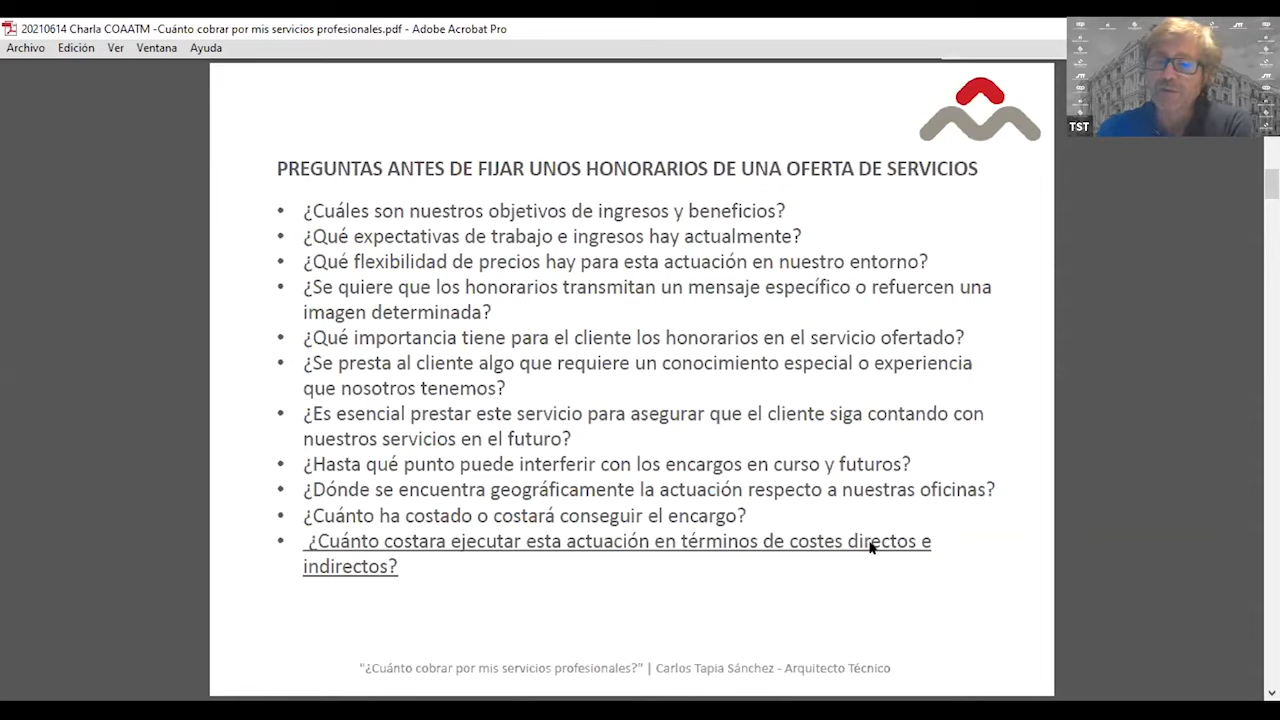 20210614 Charla COAATM -Cuánto cobrar por mis servicios profesionales.pdf - Adobe Acrobat Pro
Archivo Edición Ver Ventana Ayuda
TST
PREGUNTAS ANTES DE FIJAR UNOS HONORARIOS DE UNA OFERTA DE SERVICIOS
• ¿Cuáles son nuestros objetivos de ingresos y beneficios?
• ¿Qué expectativas de trabajo e ingresos hay actualmente?
• ¿Qué flexibilidad de precios hay para esta actuación en nuestro entorno?
• ¿Se quiere que los honorarios transmitan un mensaje específico o refuercen una
imagen determinada?
• ¿Qué importancia tiene para el cliente los honorarios en el servicio ofertado?
• ¿Se presta al cliente algo que requiere un conocimiento especial o experiencia
que nosotros tenemos?
• ¿Es esencial prestar este servicio para asegurar que el cliente siga contando con
nuestros servicios en el futuro?
• ¿Hasta qué punto puede interferir con los encargos en curso y futuros?
• ¿Dónde se encuentra geográficamente la actuación respecto a nuestras oficinas?
• ¿Cuánto ha costado o costará conseguir el encargo?
• ¿Cuánto costara ejecutar esta actuación en términos de costes directos e
indirectos?
"¿Cuánto cobrar por mis servicios profesionales?" | Carlos Tapia Sánchez - Arquitecto Técnico